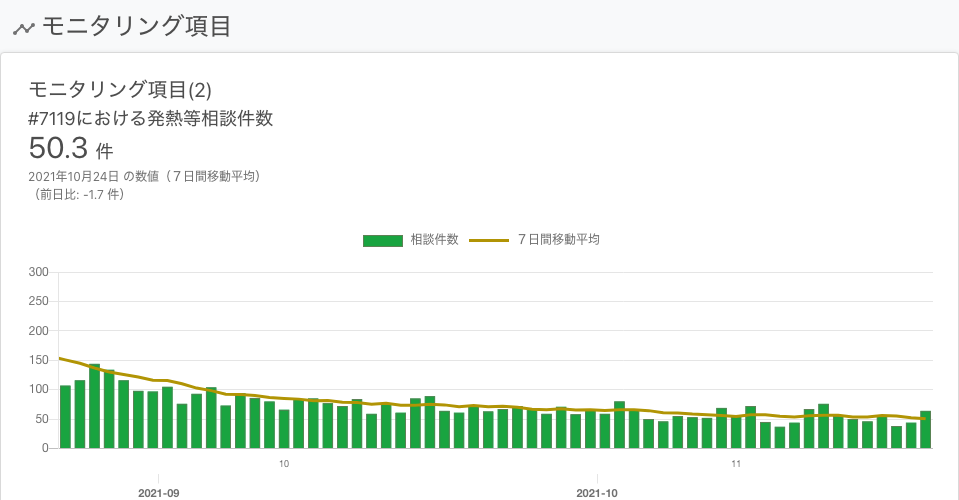 モニタリング項目
モニタリング項目(2)
#7119における発熱等相談件数
50.3 件
2021年10月24日 の数値（７日間移動平均）
（前日比: -1.7 件）
相談件数 ７日間移動平均
300
250
200
150
100
50
0
10 11
2021-09 2021-10